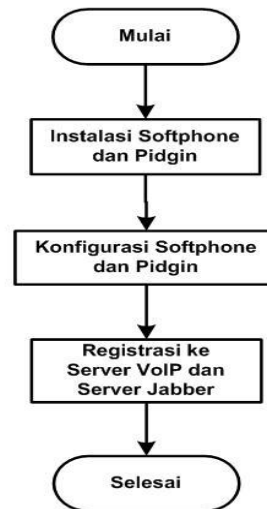 Mulai
Instalasi Softphone
dan Pidgin
Konfigurasi Softphone
dan Pidgin
Registrasi ke
Server VoIP dan
Server Jabber
Selesai